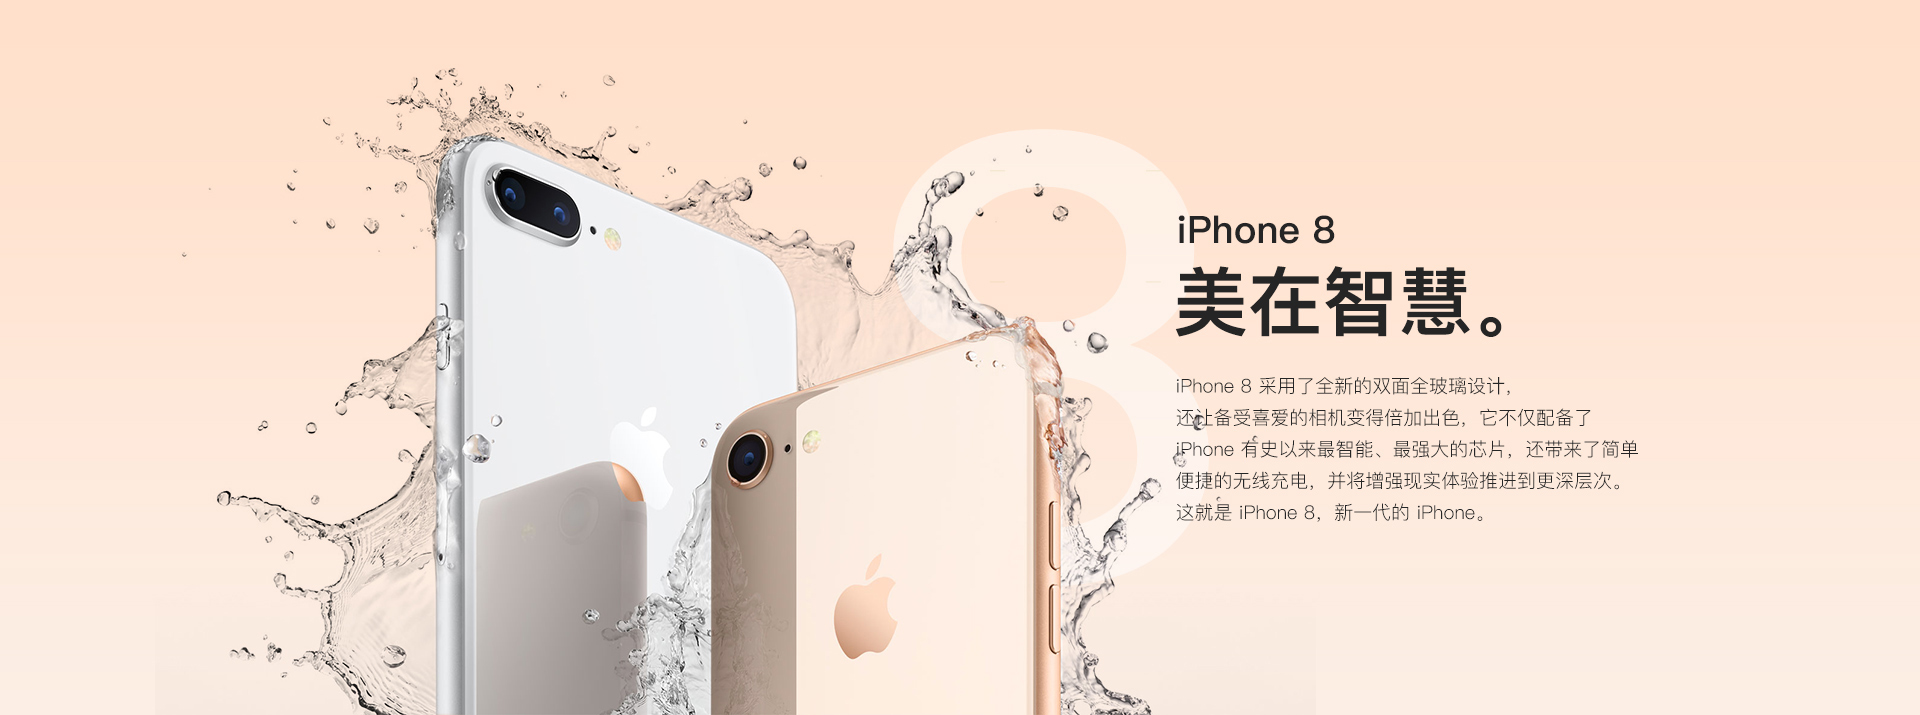 8
iPhone 8
美在智慧。
iPhone 8 采用了全新的双面全玻璃设计，
还让备受喜爱的相机变得倍加出色，它不仅配备了
iPhone 有史以来最智能、最强大的芯片，还带来了简单
便捷的无线充电，并将增强现实体验推进到更深层次。
这就是 iPhone 8，新一代的 iPhone。